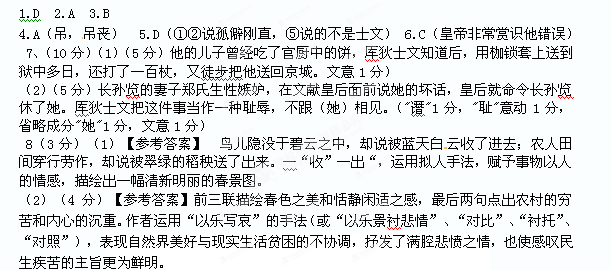 1.D  2.A  3.B
4.A（吊，吊丧）  5.D（①②说孤僻刚直，⑤说的不是士文）  6.C（皇帝非常赏识他错误）
7、（10分）（1）（5分）他的儿子曾经吃了官厨中的饼，厍狄士文知道后，用枷锁套上送到
狱中多日，还打了一百杖，又徒步把他送回京城。文意1分）
（2）（5分）长孙览的妻子郑氏生性嫉妒，在文献皇后面前说她的坏话，皇后就命令长孙览
休了她。厍狄士文把这件事当作一种耻辱，不跟（她）相见。（"谮"1分，"耻"意动 1分，
省略成分"她"1分，文意1分）
8（3分）（1）【参考答案】 鸟儿隐没于碧云之中，却说被蓝天白云收了进去；农人田
间穿行劳作，却说被翠绿的稻秧送了出来。一“收”一出“，运用拟人手法，赋予事物以人
的情感，描绘出一幅清新明丽的春景图。
（2）（4 分）【参考答案】前三联描绘春色之美和恬静闲适之感，最后两句点出农村的穷
苦和内心的沉重。作者运用“以乐写哀”的手法（或“以乐景衬悲情”、“对比”、“衬托”、
“对照”），表现自然界美好与现实生活贫困的不协调，抒发了满腔悲愤之情，也使感叹民
生疾苦的主旨更为鲜明。